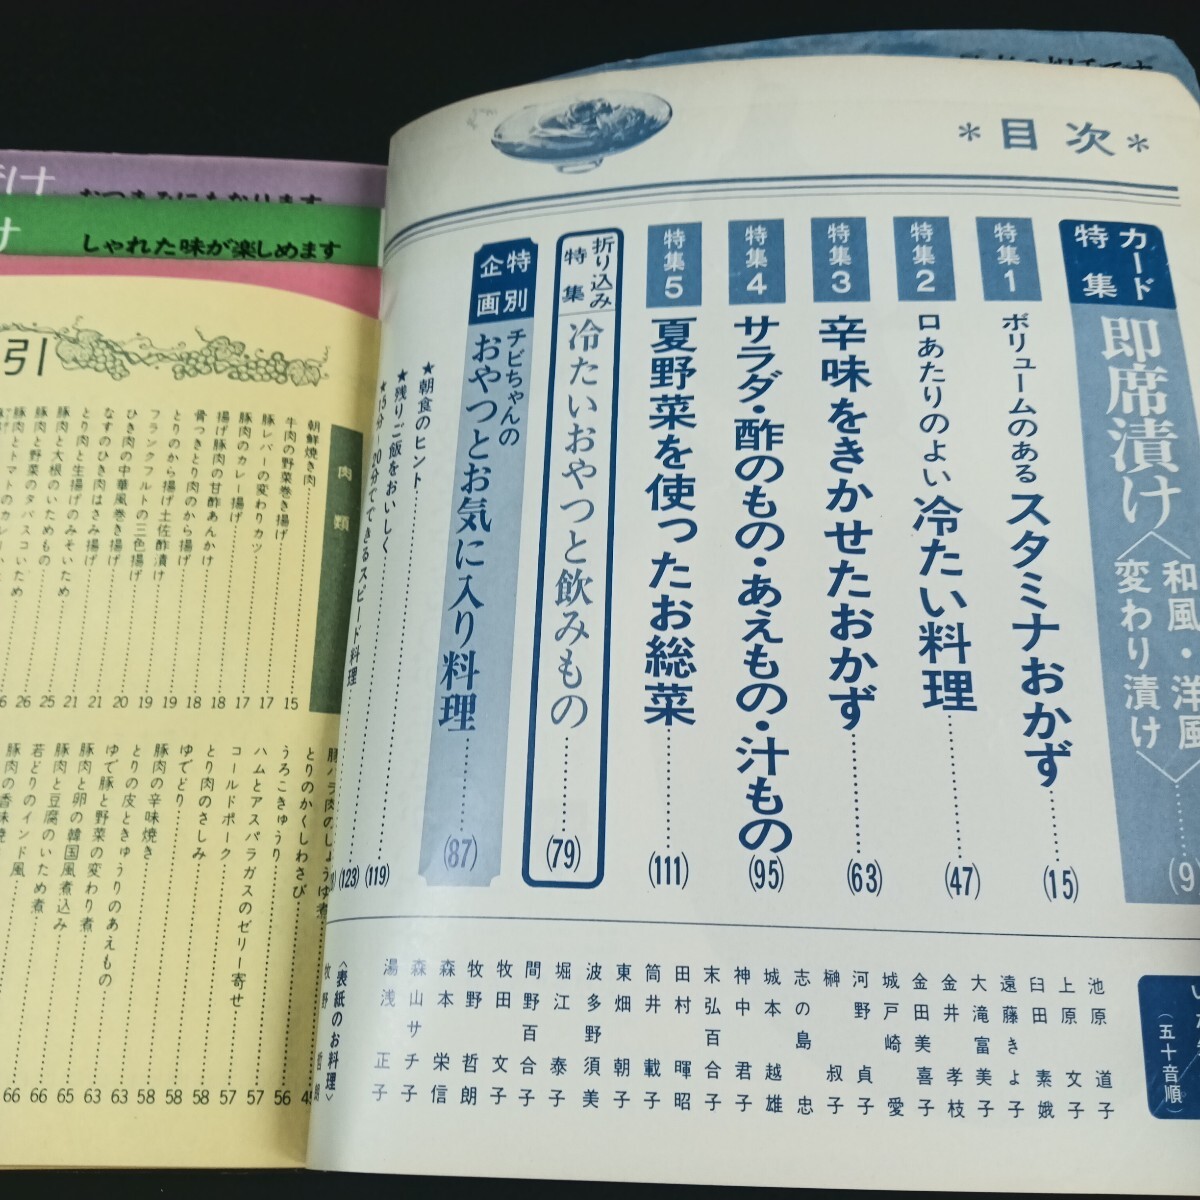 ＊目次＊
カード特集
即席漬け〈和風・洋風 変わり漬け〉……(9
特集1
ボリュームのあるスタミナおかず……(15)
特集2
口あたりのよい冷たい料理……(47)
特集3
辛味をきかせたおかず……(63)
特集4
サラダ・酢のもの・あえもの・汁もの(95)
特集5
夏野菜を使ったお総菜……(111)
折り込み特集
冷たいおやつと飲みもの……(79)
特別企画
チビちゃんの
おやつとお気に入り料理……(87)
★朝食のヒント……
★残りご飯をおいしく……(119)
★15分－20分でできるスピード料理……(123)
(五十音順)
池原道子
上原文子
臼田素娥
遠藤きよ子
大滝富美子
金井孝枝
金田美喜子
城戸崎愛
河野貞子
榊叔子
志の島忠
城本越雄
神中君子
末弘百合子
田村暉昭
筒井載子
東畑朝子
波多野須美
堀江泰子
間野百合子
牧田文子
牧野哲朗
森本栄信
森山サチ子
湯浅正子
〈表紙のお料理〉
牧野哲朗
しゃれた味が楽しめます
引
肉類
朝鮮焼き肉……15
牛肉の野菜巻き揚げ……17
豚レバーの変わりカツ……17
豚肉のカレー揚げ……18
揚げ豚肉の甘酢あんかけ……18
骨つきとり肉のから揚げ……19
とりのから揚げ土佐酢漬け……19
フランクフルトの三色揚げ……20
ひき肉の中華風巻き揚げ……21
なすのひき肉はさみ揚げ……21
とり肉と生揚げのみそいため……25
豚肉と大根のいためもの……26
豚肉と野菜のタバスコいため
豚バラ肉のしょうゆ煮
とりのかくしわさび……45
うろこきゅうり……56
ハムとアスパラガスのゼリー寄せ……57
コールドポーク……57
とり肉のさしみ……58
ゆでどり……58
豚肉の辛味焼き……58
とりの皮ときゅうりのあえもの……63
ゆで豚と野菜の変わり煮……63
豚肉と卵の韓国風煮込み……65
豚肉と豆腐のいため煮……66
若どりのインド風……66
豚肉の香味焼